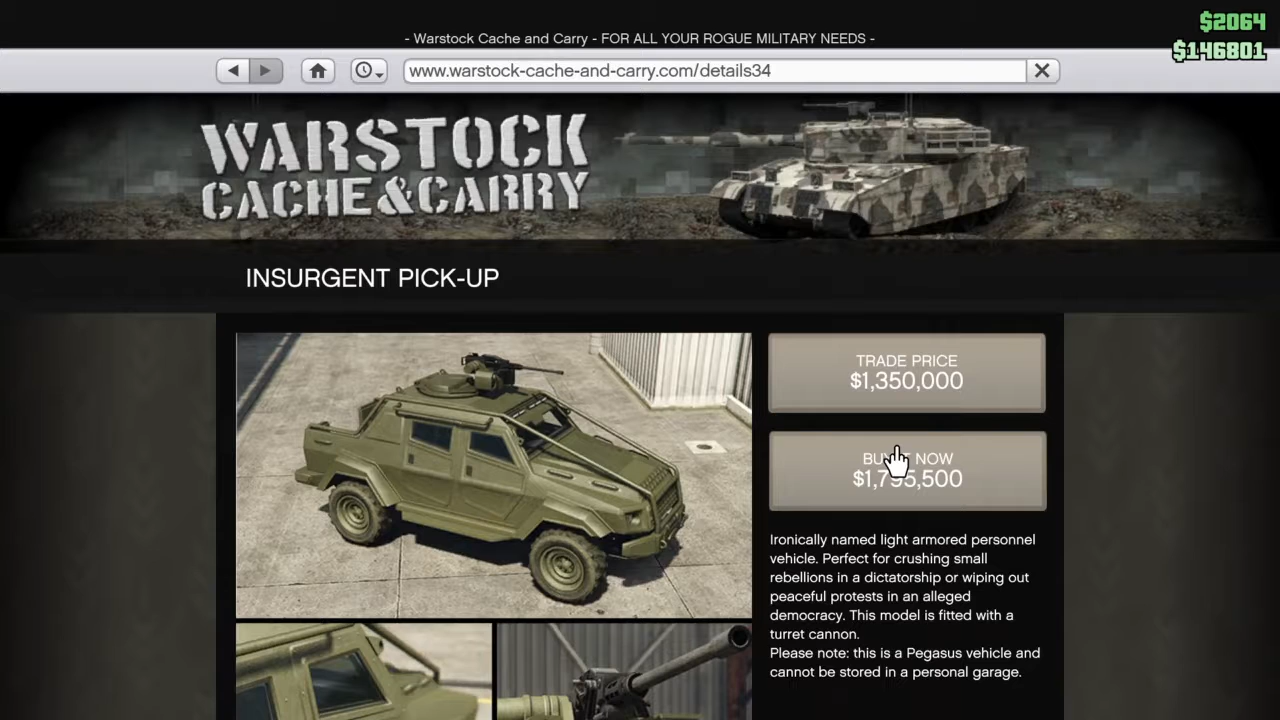 - Warstock Cache and Carry - FOR ALL YOUR ROGUE MILITARY NEEDS -
$2064
$146801
www.warstock-cache-and-carry.com/details34
WARSTOCK
CACHE&CARRY
INSURGENT PICK-UP
TRADE PRICE
$1,350,000
NOW
Ironically named light armored personnel
vehicle. Perfect for crushing small
rebellions in a dictatorship or wiping out
peaceful protests in an alleged
democracy. This model is fitted with a
turret cannon.
Please note: this is a Pegasus vehicle and
cannot be stored in a personal garage.